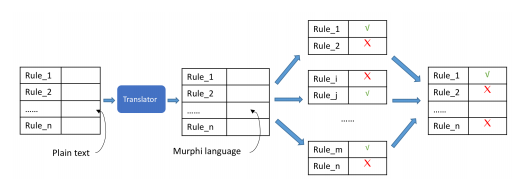 Rule_1
Rule_2
......
Rule_n
Plain text
Translator
Rule_1
Rule_2
......
Rule_n
Murphi language
Rule_1 √
Rule_2 X
Rule_i X
Rule_j √
......
Rule_m √
Rule_n X
Rule_1 √
Rule_2 X
......
Rule_n X